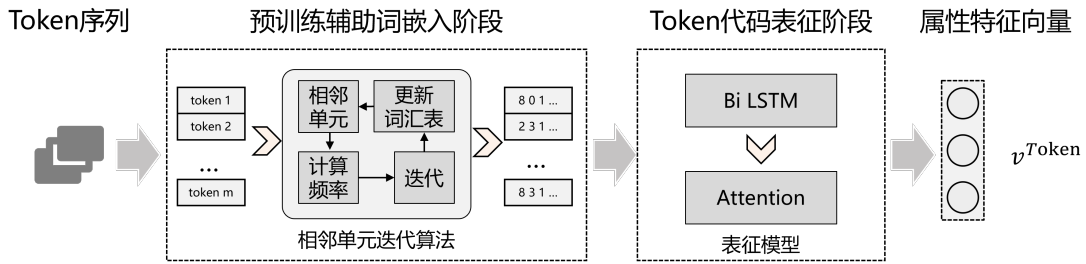 Token序列
预训练辅助词嵌入阶段
Token代码表征阶段
属性特征向量
token 1
token 2
...
token m
相邻
单元
更新
词汇表
计算
频率
迭代
相邻单元迭代算法
8 0 1 ...
2 3 1 ...
...
8 3 1 ...
Bi LSTM
Attention
表征模型
v^Token